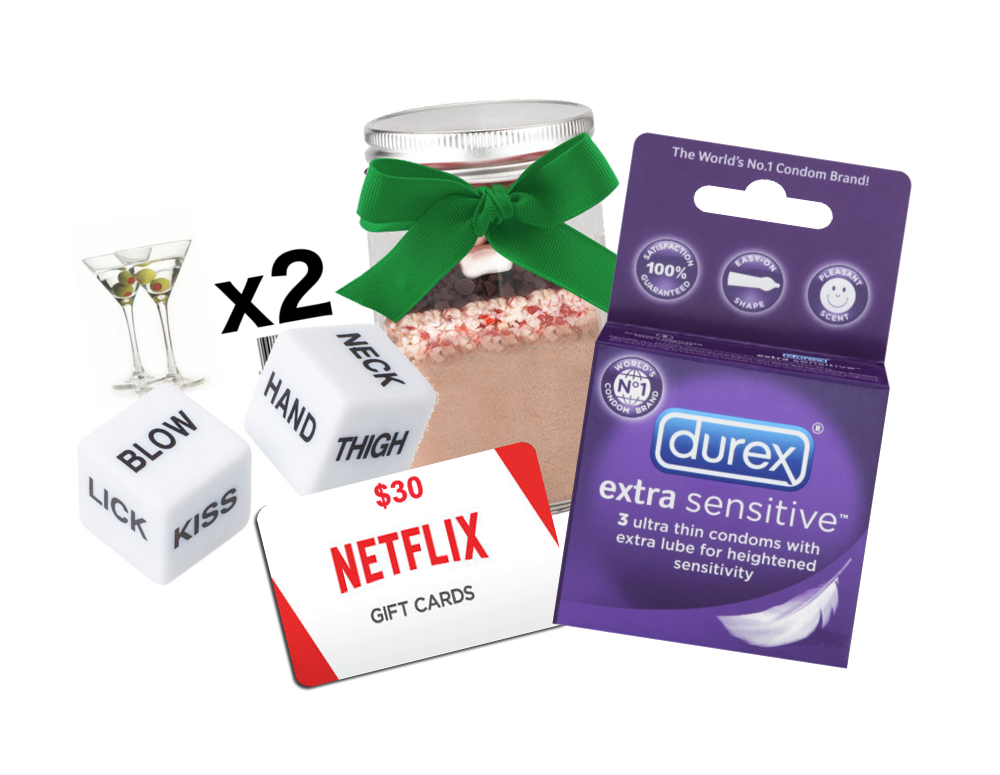 The World's No.1 Condom Brand!
SATISFACTION
100%
GUARANTEED
EASY-ON
SHAPE
PLEASANT
SCENT
x2
NECK
HAND
THIGH
BLOW
LICK
KISS
WORLD'S
Nº1
CONDOM BRAND
durex
durex®
extra sensitive™
3 ultra thin condoms with
extra lube for heightened
sensitivity
$30
NETFLIX
GIFT CARDS